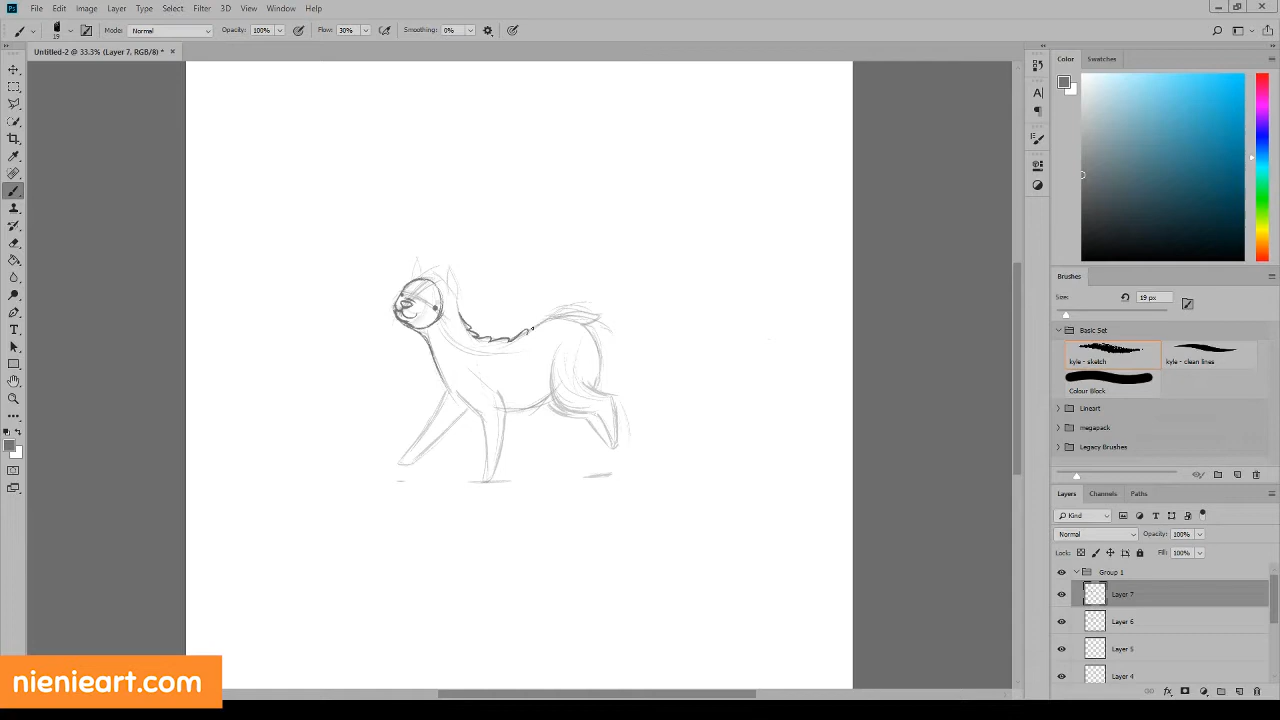 Ps File Edit Image Layer Type Select Filter 3D View Window Help
19 Mode: Normal Opacity: 100% Flow: 30% Smoothing: 0%
Untitled-2 @ 33.3% (Layer 7, RGB/8) * ×
Color Swatches
Brushes
Size: 19 px
Basic Set
kyle - sketch kyle - clean lines
Colour Block
Lineart
megapack
Legacy Brushes
Layers Channels Paths
Kind
Normal Opacity: 100%
Lock: Fill: 100%
Group 1
Layer 7
Layer 6
Layer 5
Layer 4
nienieart.com